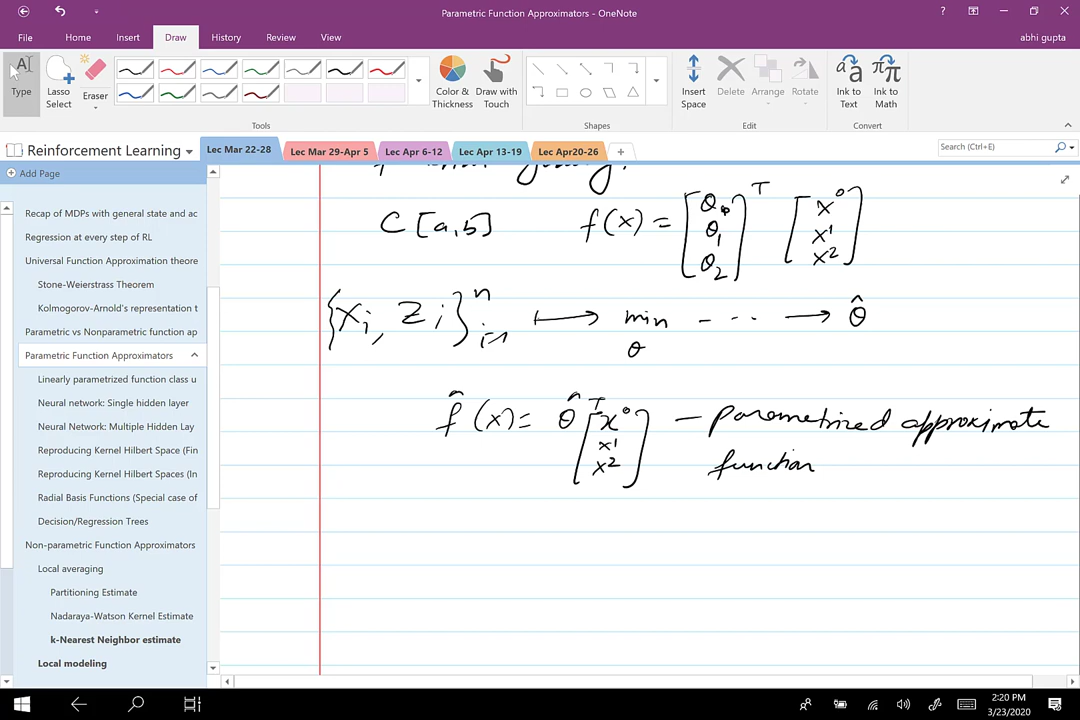 Parametric Function Approximators - OneNote
File Home Insert Draw History Review View abhi gupta
Type Lasso Select Eraser Color & Thickness Draw with Touch Insert Space Delete Arrange Rotate Ink to Text Ink to Math
Tools Shapes Edit Convert
Reinforcement Learning Lec Mar 22-28 Lec Mar 29-Apr 5 Lec Apr 6-12 Lec Apr 13-19 Lec Apr20-26 Search (Ctrl+E)
Add Page
Recap of MDPs with general state and ac
Regression at every step of RL
Universal Function Approximation theore
Stone-Weierstrass Theorem
Kolmogorov-Arnold's representation t
Parametric vs Nonparametric function ap
Parametric Function Approximators
Linearly parametrized function class u
Neural network: Single hidden layer
Neural Network: Multiple Hidden Lay
Reproducing Kernel Hilbert Space (Fin
Reproducing Kernel Hilbert Spaces (In
Radial Basis Functions (Special case of
Decision/Regression Trees
Non-parametric Function Approximators
Local averaging
Partitioning Estimate
Nadaraya-Watson Kernel Estimate
k-Nearest Neighbor estimate
Local modeling
C[a,b] f(x) = [θ0 θ1 θ2]^T [x^0 x^1 x^2]
{xi, zi}^n i=1 ⟼ min θ - - ·· → θ̂
f̂(x) = θ̂^T [x^0 x^1 x^2] – parametrized approximate
function
2:20 PM
3/23/2020